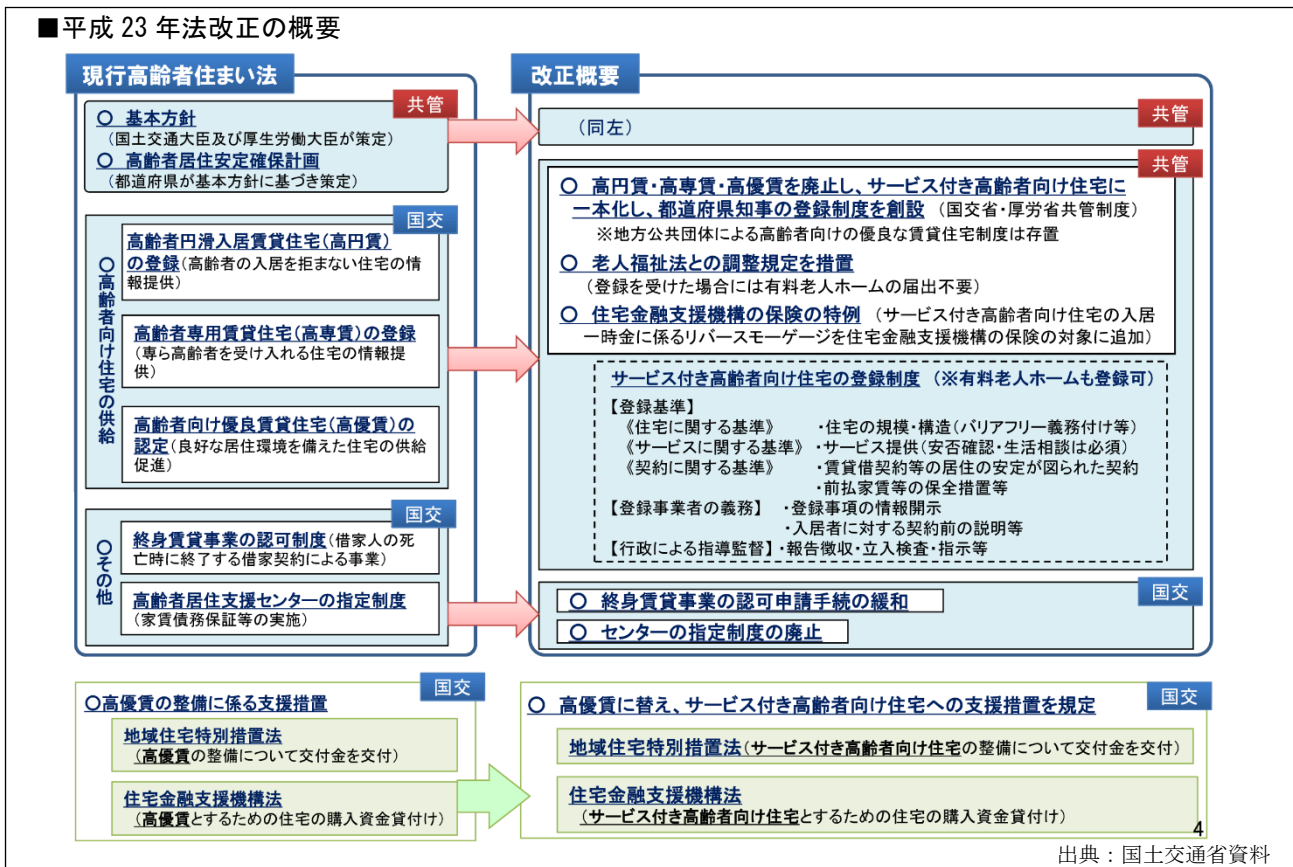 ■平成 23 年法改正の概要
現行高齢者住まい法
共管
○ 基本方針
(国土交通大臣及び厚生労働大臣が策定)
○ 高齢者居住安定確保計画
(都道府県が基本方針に基づき策定)
国交
○高齢者向け住宅の供給
高齢者円滑入居賃貸住宅(高円賃)
の登録(高齢者の入居を拒まない住宅の情
報提供)
高齢者専用賃貸住宅(高専賃)の登録
(専ら高齢者を受け入れる住宅の情報提
供)
高齢者向け優良賃貸住宅(高優賃)の
認定(良好な居住環境を備えた住宅の供給
促進)
国交
○その他
終身賃貸事業の認可制度(借家人の死
亡時に終了する借家契約による事業)
高齢者居住支援センターの指定制度
(家賃債務保証等の実施)
改正概要
共管
(同左)
共管
○ 高円賃・高専賃・高優賃を廃止し、サービス付き高齢者向け住宅に
一本化し、都道府県知事の登録制度を創設 (国交省・厚労省共管制度)
※地方公共団体による高齢者向けの優良な賃貸住宅制度は存置
○ 老人福祉法との調整規定を措置
(登録を受けた場合には有料老人ホームの届出不要)
○ 住宅金融支援機構の保険の特例 (サービス付き高齢者向け住宅の入居
一時金に係るリバースモーゲージを住宅金融支援機構の保険の対象に追加)
サービス付き高齢者向け住宅の登録制度 (※有料老人ホームも登録可)
【登録基準】
《住宅に関する基準》 ・住宅の規模・構造(バリアフリー義務付け等)
《サービスに関する基準》 ・サービス提供(安否確認・生活相談は必須)
《契約に関する基準》 ・賃貸借契約等の居住の安定が図られた契約
・前払家賃等の保全措置等
【登録事業者の義務】 ・登録事項の情報開示
・入居者に対する契約前の説明等
【行政による指導監督】・報告徴収・立入検査・指示等
国交
○ 終身賃貸事業の認可申請手続の緩和
○ センターの指定制度の廃止
国交
○高優賃の整備に係る支援措置
地域住宅特別措置法
(高優賃の整備について交付金を交付)
住宅金融支援機構法
(高優賃とするための住宅の購入資金貸付け)
国交
○ 高優賃に替え、サービス付き高齢者向け住宅への支援措置を規定
地域住宅特別措置法(サービス付き高齢者向け住宅の整備について交付金を交付)
住宅金融支援機構法
(サービス付き高齢者向け住宅とするための住宅の購入資金貸付け)
4
出典:国土交通省資料